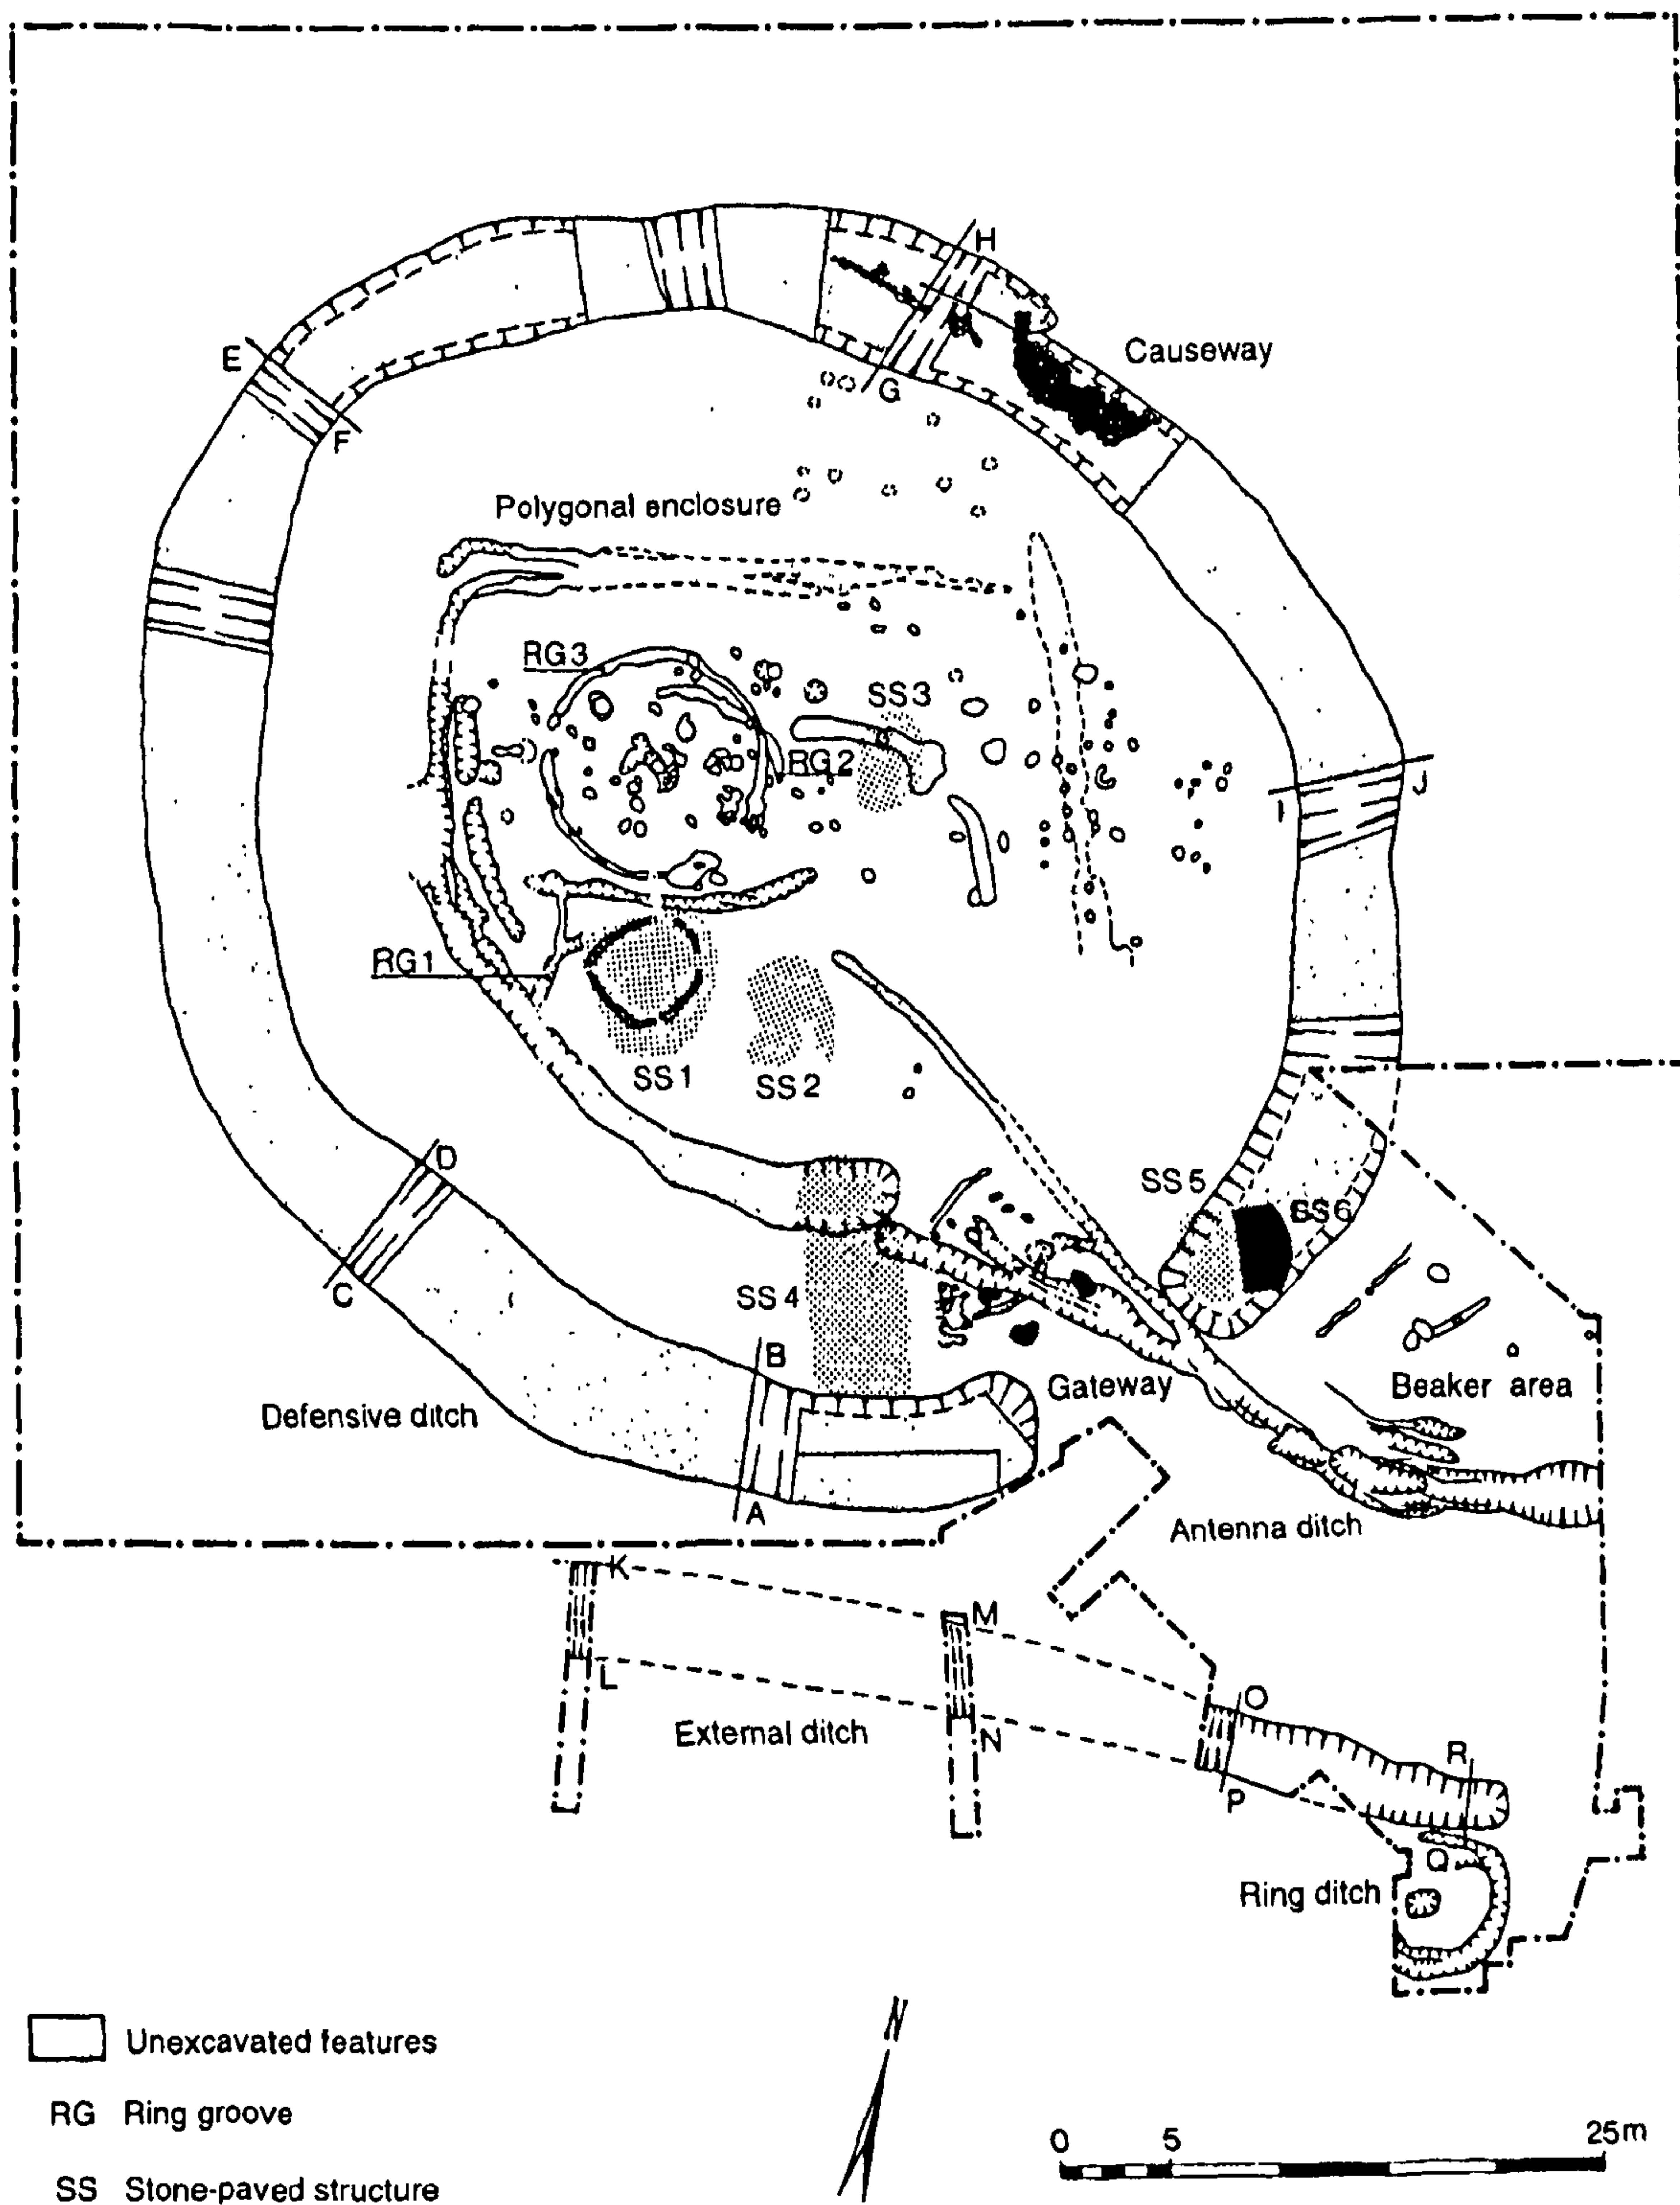 H
Causeway
E
G
F
Polygonal enclosure
RG3
SS3
RG2
J
I
RG1
SS1
SS2
D
SS5
SS6
C
SS4
B
Gateway
Beaker area
Defensive ditch
A
Antenna ditch
K
M
L
O
External ditch
N
R
P
Q
Ring ditch
N
Unexcavated features
RG Ring groove
SS Stone-paved structure
0 5 25m